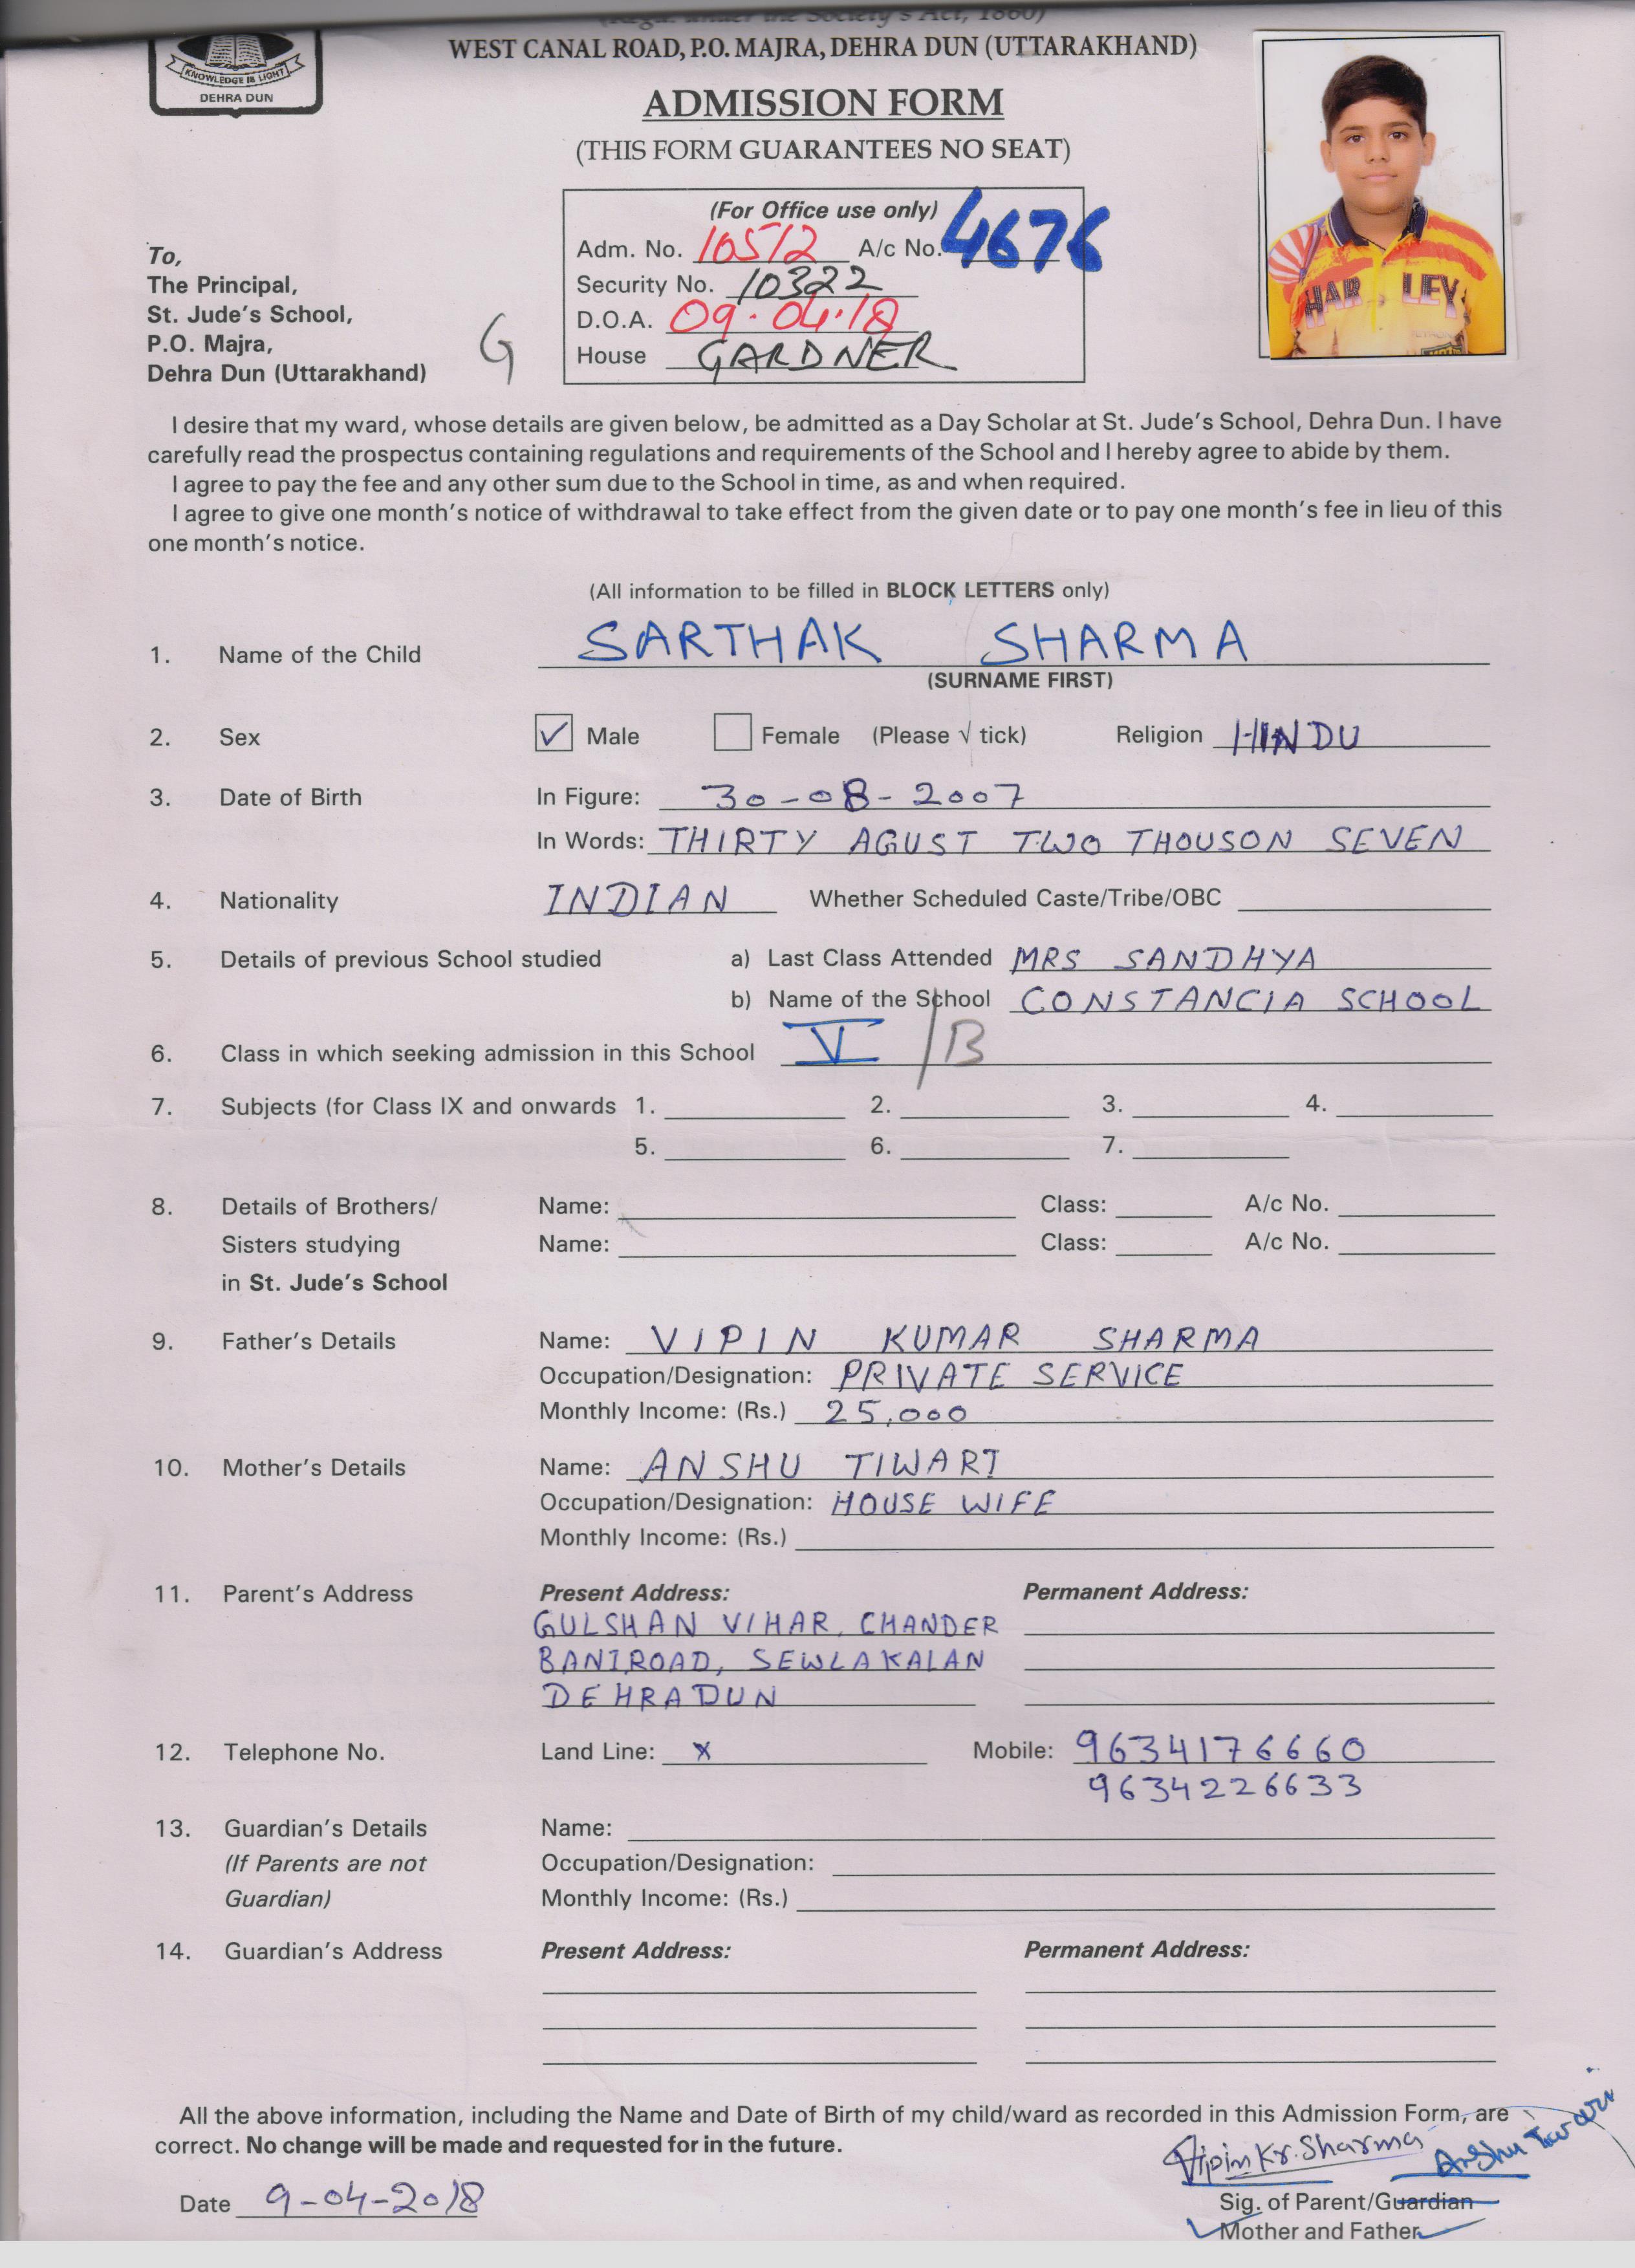 (Regd. under the Society's Act, 1860)
WEST CANAL ROAD, P.O. MAJRA, DEHRA DUN (UTTARAKHAND)
KNOWLEDGE IS LIGHT
DEHRA DUN
ADMISSION FORM
(THIS FORM GUARANTEES NO SEAT)
(For Office use only)
Adm. No. 10512 A/c No. 4676
Security No. 10322
D.O.A. 09.04.18
House GARDNER
To,
The Principal,
St. Jude's School,
P.O. Majra,
Dehra Dun (Uttarakhand)
G
HAR LEY
I desire that my ward, whose details are given below, be admitted as a Day Scholar at St. Jude's School, Dehra Dun. I have
carefully read the prospectus containing regulations and requirements of the School and I hereby agree to abide by them.
I agree to pay the fee and any other sum due to the School in time, as and when required.
I agree to give one month's notice of withdrawal to take effect from the given date or to pay one month's fee in lieu of this
one month's notice.
(All information to be filled in BLOCK LETTERS only)
1. Name of the Child SARTHAK SHARMA
(SURNAME FIRST)
2. Sex ✓ Male Female (Please √ tick) Religion HINDU
3. Date of Birth In Figure: 30-08-2007
In Words: THIRTY AGUST TWO THOUSON SEVEN
4. Nationality INDIAN Whether Scheduled Caste/Tribe/OBC
5. Details of previous School studied a) Last Class Attended MRS SANDHYA
b) Name of the School CONSTANCIA SCHOOL
6. Class in which seeking admission in this School V /B
7. Subjects (for Class IX and onwards 1. 2. 3. 4.
5. 6. 7.
8. Details of Brothers/ Name: Class: A/c No.
Sisters studying Name: Class: A/c No.
in St. Jude's School
9. Father's Details Name: VIPIN KUMAR SHARMA
Occupation/Designation: PRIVATE SERVICE
Monthly Income: (Rs.) 25,000
10. Mother's Details Name: ANSHU TIWARI
Occupation/Designation: HOUSE WIFE
Monthly Income: (Rs.)
11. Parent's Address Present Address: Permanent Address:
GULSHAN VIHAR, CHANDER
BANIROAD, SEWLAKALAN
DEHRADUN
12. Telephone No. Land Line: x Mobile: 9634176660
9634226633
13. Guardian's Details Name:
(If Parents are not Occupation/Designation:
Guardian) Monthly Income: (Rs.)
14. Guardian's Address Present Address: Permanent Address:
All the above information, including the Name and Date of Birth of my child/ward as recorded in this Admission Form, are
correct. No change will be made and requested for in the future.
Vipin Kr. Sharma Anshu Tiwari
Date 9-04-2018
Sig. of Parent/Guardian
Mother and Father